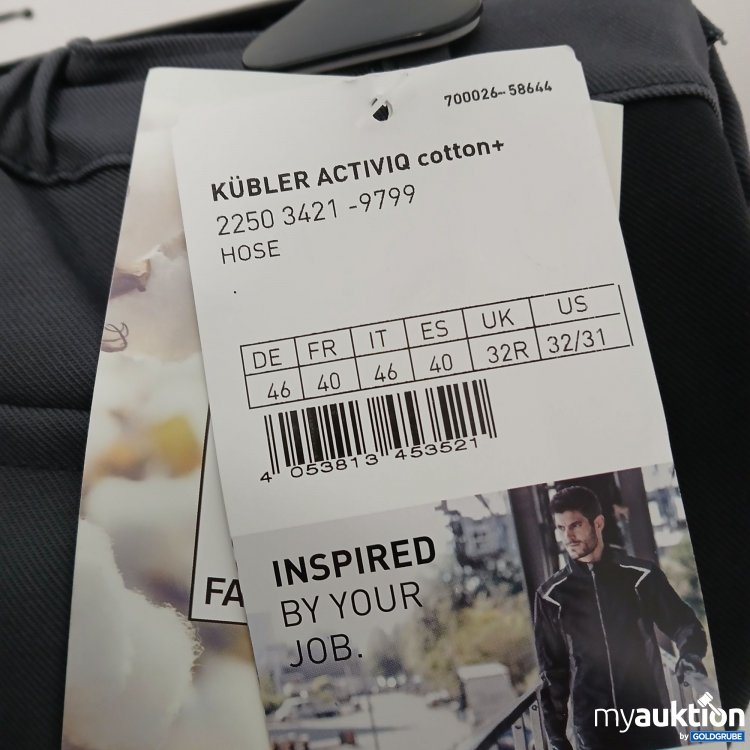 700026-58644
KÜBLER ACTIVIQ cotton+
2250 3421 -9799
HOSE
.
DE FR IT ES UK US
46 40 46 40 32R 32/31
4 053813 453521
INSPIRED
BY YOUR
JOB.
FA
myauktion
by GOLDGRUBE